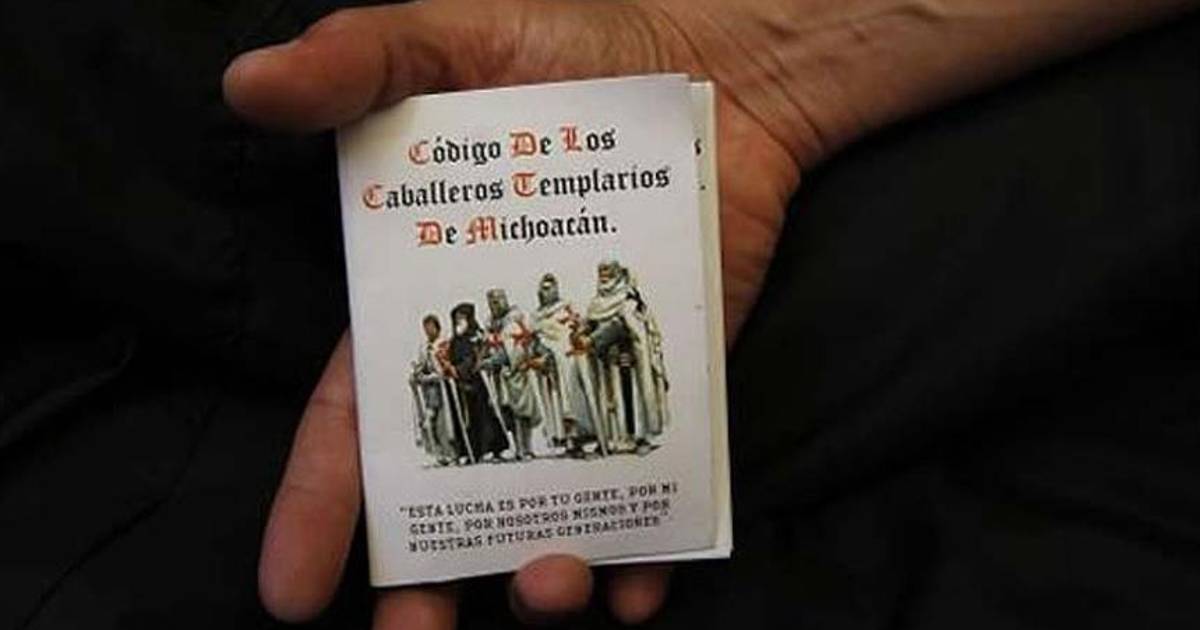 Código De Los
Caballeros Templarios
De Michoacán.
"ESTA LUCHA ES POR TU GENTE, POR MI
GENTE, POR NOSOTROS MISMOS Y POR
NUESTRAS FUTURAS GENERACIONES"